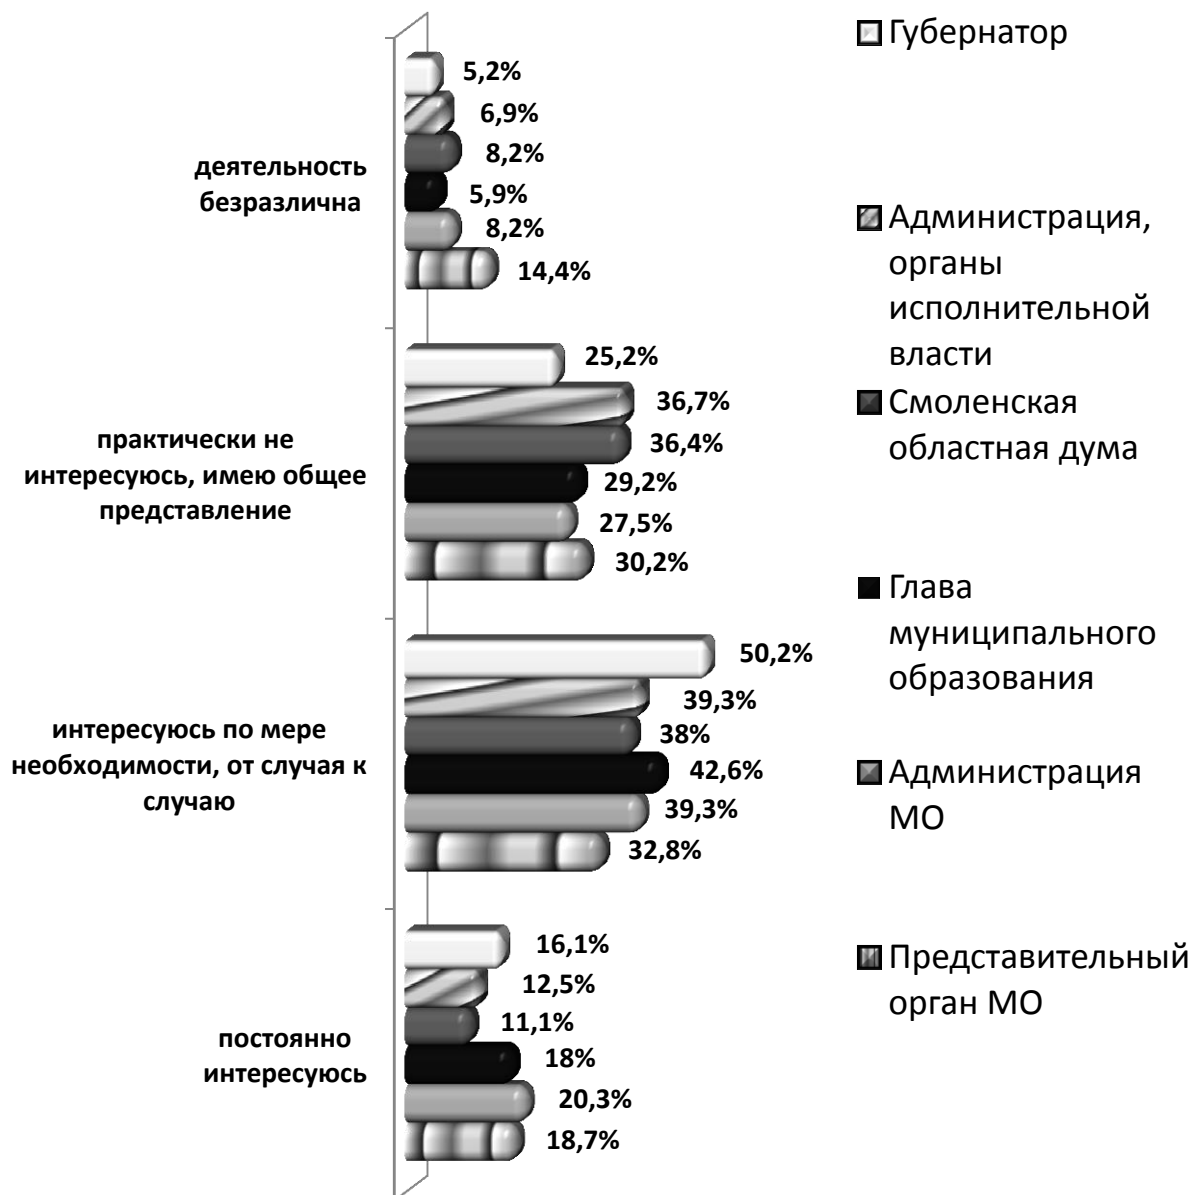 деятельность
безразлична
5,2%
6,9%
8,2%
5,9%
8,2%
14,4%
практически не
интересуюсь, имею общее
представление
25,2%
36,7%
36,4%
29,2%
27,5%
30,2%
интересуюсь по мере
необходимости, от случая к
случаю
50,2%
39,3%
38%
42,6%
39,3%
32,8%
постоянно
интересуюсь
16,1%
12,5%
11,1%
18%
20,3%
18,7%
Губернатор
Администрация,
органы
исполнительной
власти
Смоленская
областная дума
Глава
муниципального
образования
Администрация
МО
Представительный
орган МО